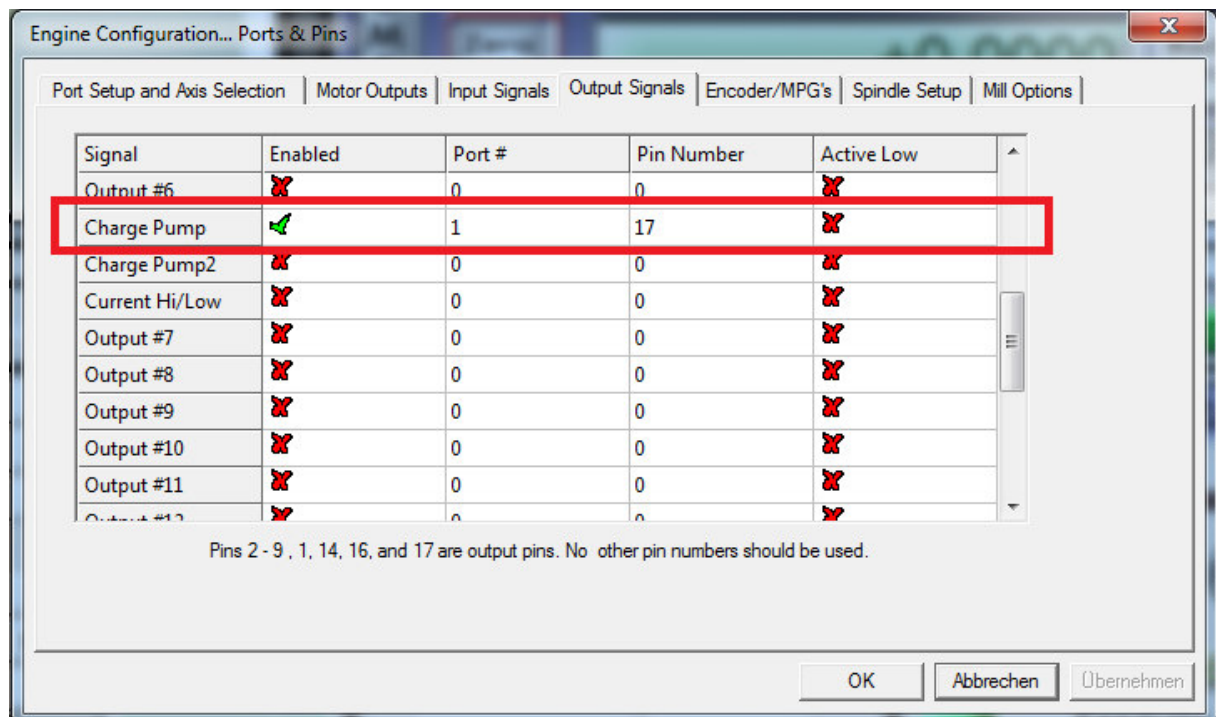 Engine Configuration... Ports & Pins
Port Setup and Axis Selection Motor Outputs Input Signals Output Signals Encoder/MPG's Spindle Setup Mill Options
Signal Enabled Port # Pin Number Active Low
Output #6 0 0
Charge Pump 1 17
Charge Pump2 0 0
Current Hi/Low 0 0
Output #7 0 0
Output #8 0 0
Output #9 0 0
Output #10 0 0
Output #11 0 0
Output #12 0 0
Pins 2 - 9 , 1, 14, 16, and 17 are output pins. No other pin numbers should be used.
OK Abbrechen Übernehmen